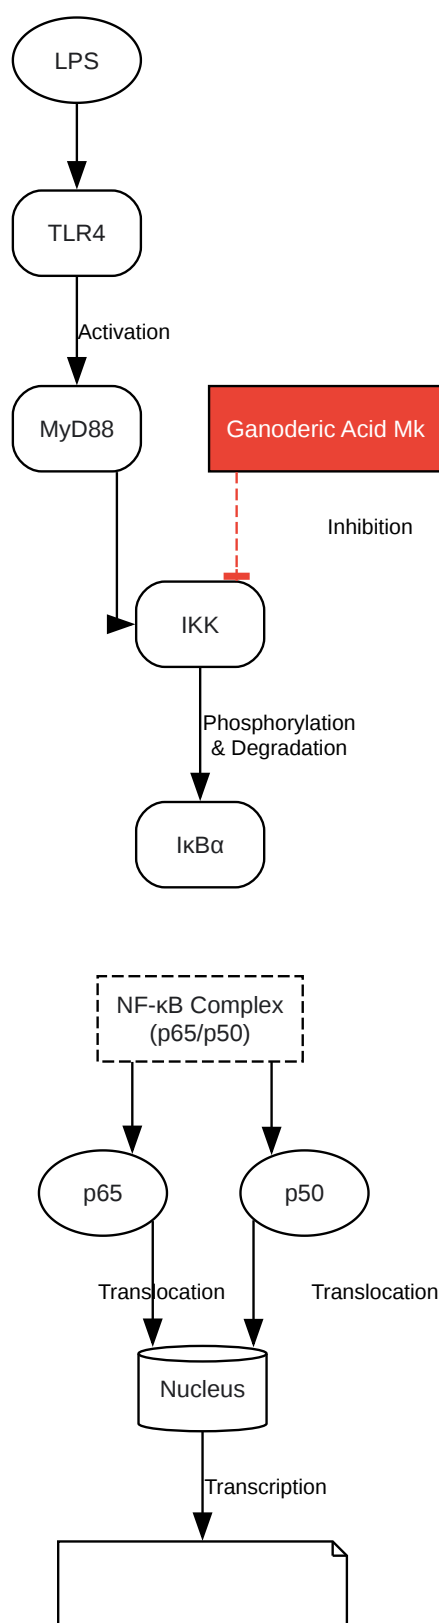 LPS
TLR4
Activation
MyD88
Ganoderic Acid Mk
Inhibition
IKK
Phosphorylation
& Degradation
IκBα
NF-κB Complex
(p65/p50)
p65
p50
Translocation
Translocation
Nucleus
Transcription